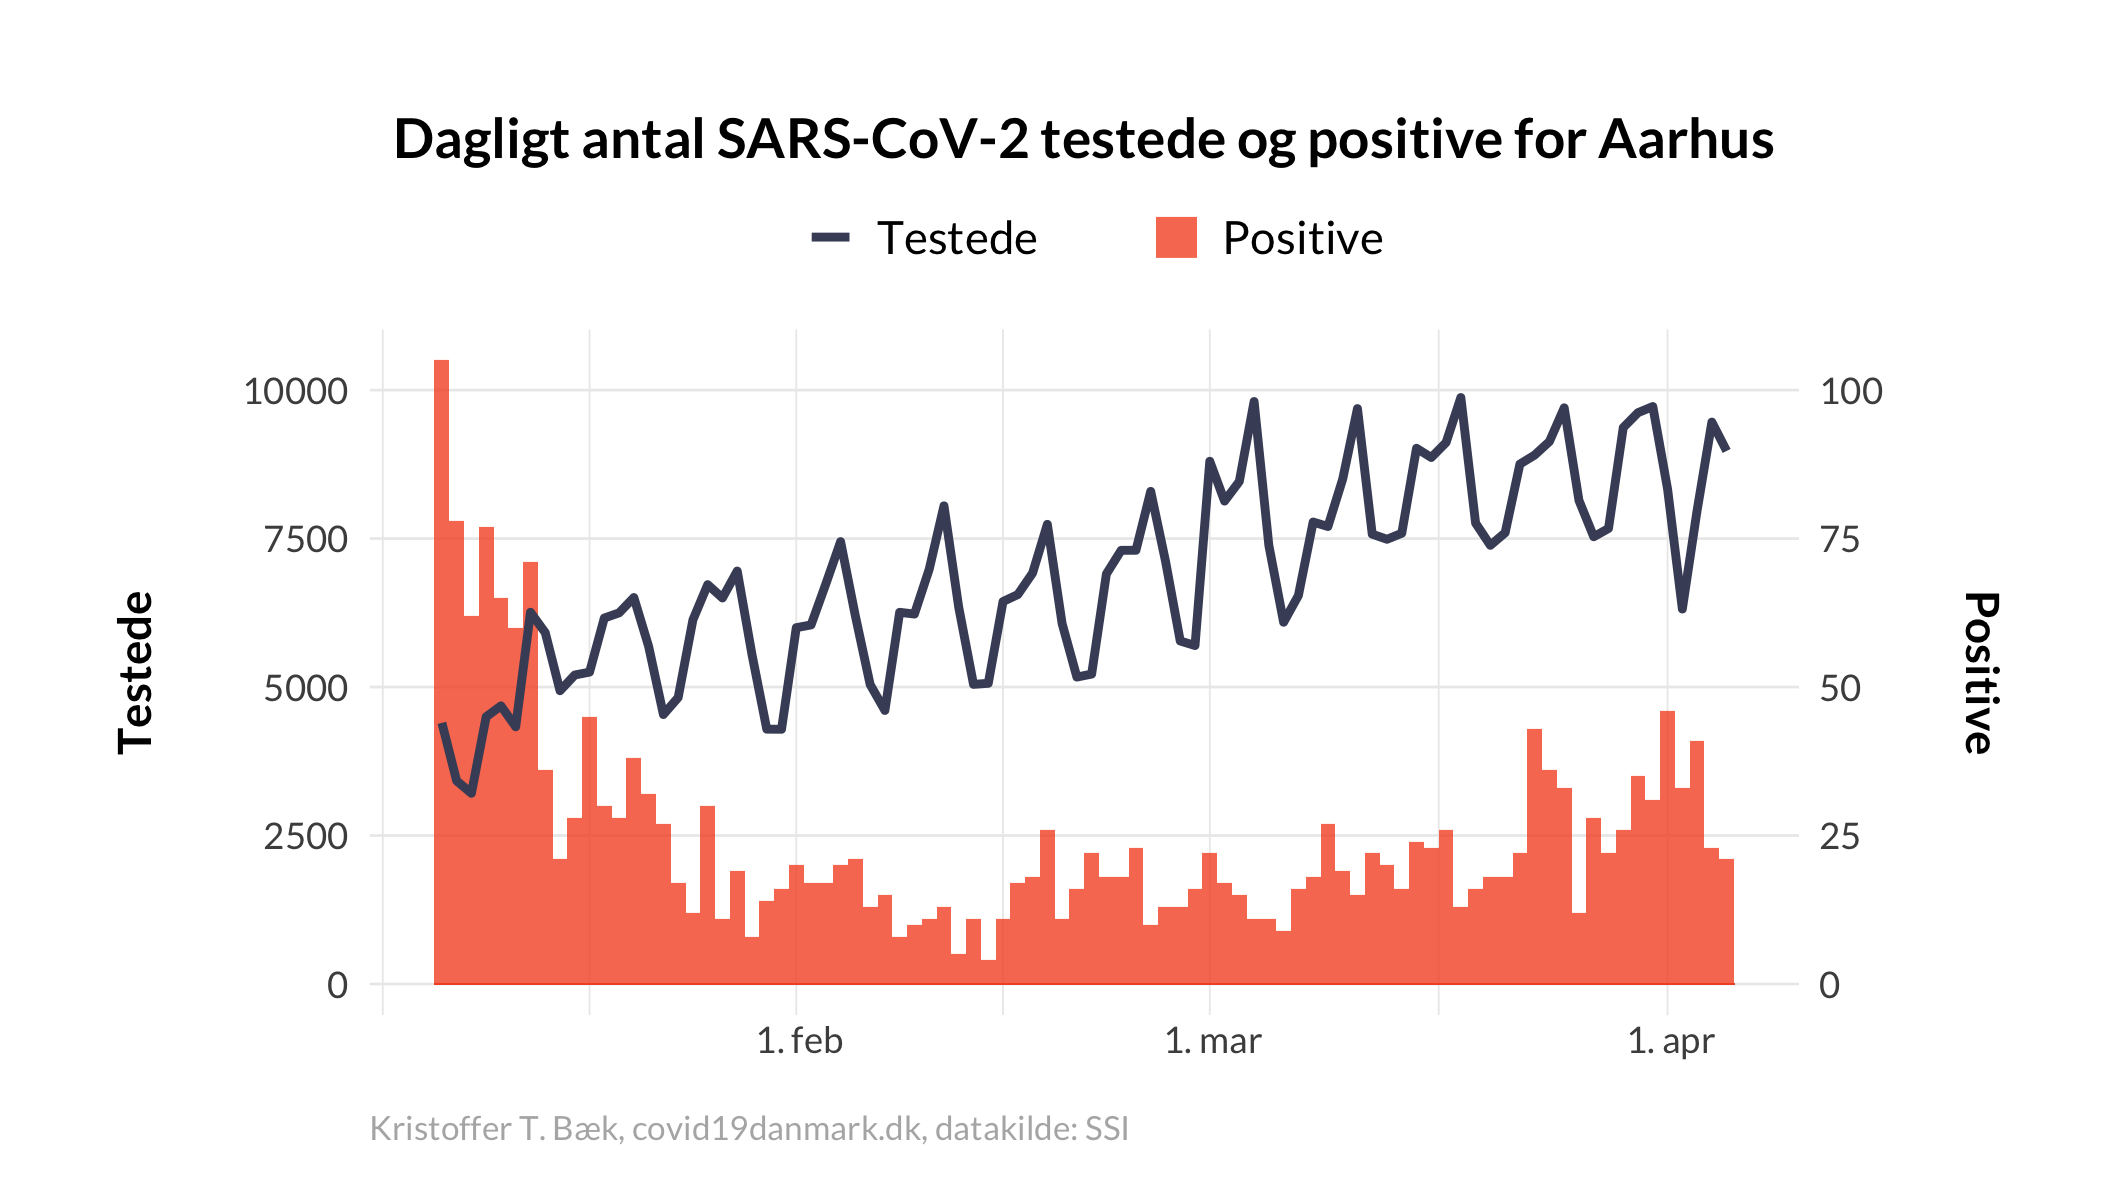 Dagligt antal SARS-CoV-2 testede og positive for Aarhus
Testede Positive
10000 100
7500 75
5000 50
2500 25
0 0
Testede
Positive
1. feb 1. mar 1. apr
Kristoffer T. Bæk, covid19danmark.dk, datakilde: SSI